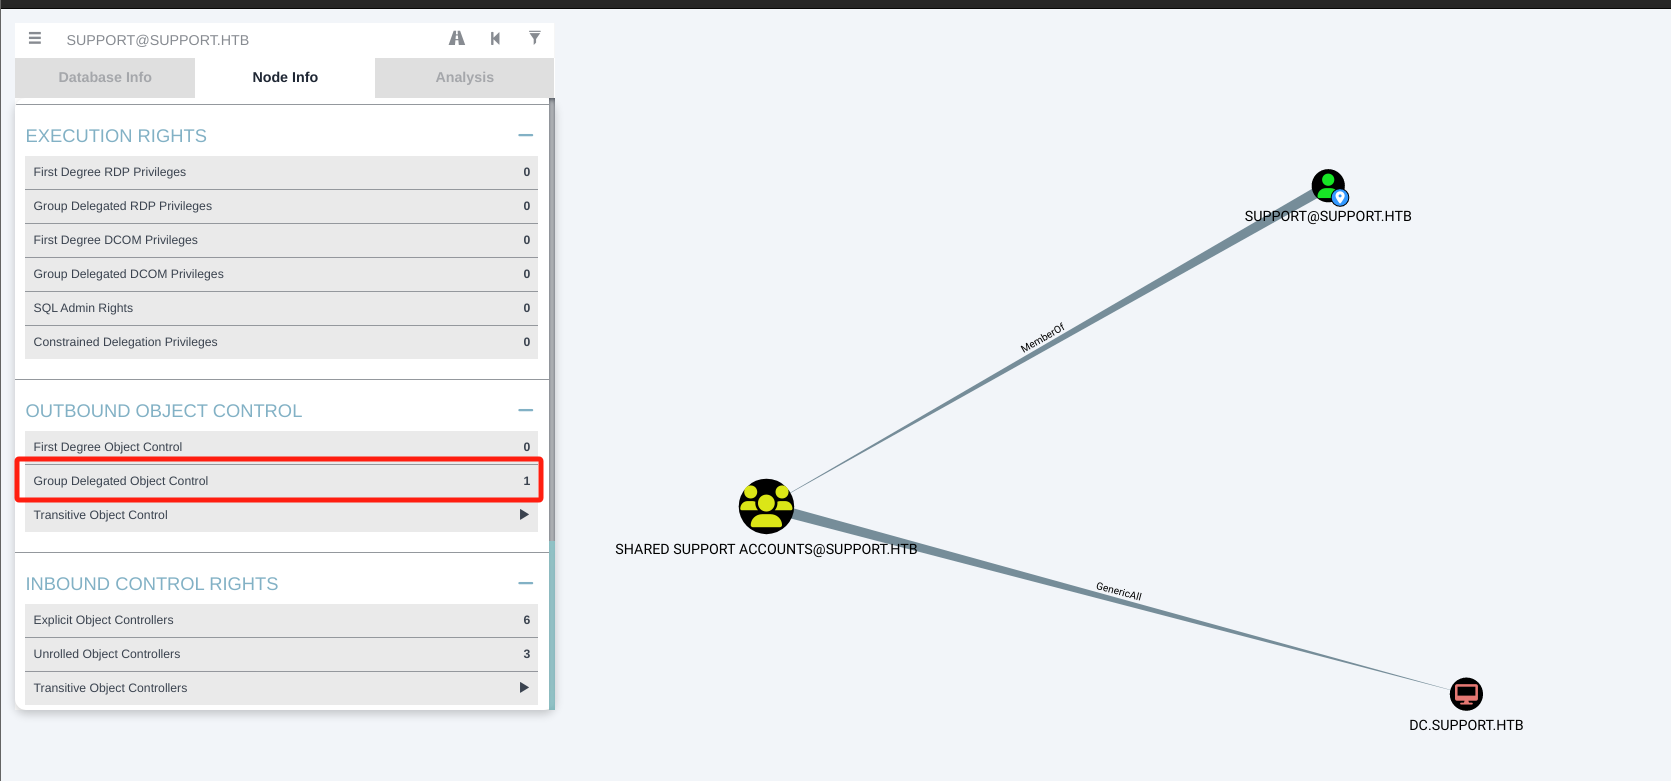 SUPPORT@SUPPORT.HTB
Database Info
Node Info
Analysis
EXECUTION RIGHTS
First Degree RDP Privileges 0
Group Delegated RDP Privileges 0
First Degree DCOM Privileges 0
Group Delegated DCOM Privileges 0
SQL Admin Rights 0
Constrained Delegation Privileges 0
OUTBOUND OBJECT CONTROL
First Degree Object Control 0
Group Delegated Object Control 1
Transitive Object Control
INBOUND CONTROL RIGHTS
Explicit Object Controllers 6
Unrolled Object Controllers 3
Transitive Object Controllers
SUPPORT@SUPPORT.HTB
MemberOf
SHARED SUPPORT ACCOUNTS@SUPPORT.HTB
GenericAll
DC.SUPPORT.HTB